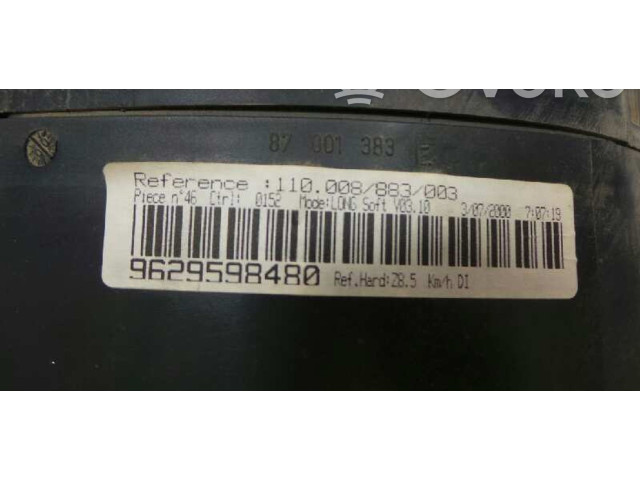 87 001 383
Reference :110.008/883/003
Piece n°46 Ctrl: 0152 Mode:LONG Soft V03.10 3/07/2000 7:07:19
9629598480 Ref.Hard:Z8.5 Km/h DI